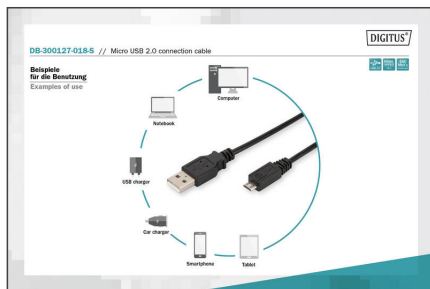 DIGITUS®
DB-300127-018-S // Micro USB 2.0 connection cable
Beispiele
für die Benutzung
Examples of use
Computer
Notebook
USB charger
Car charger
Smartphone
Tablet